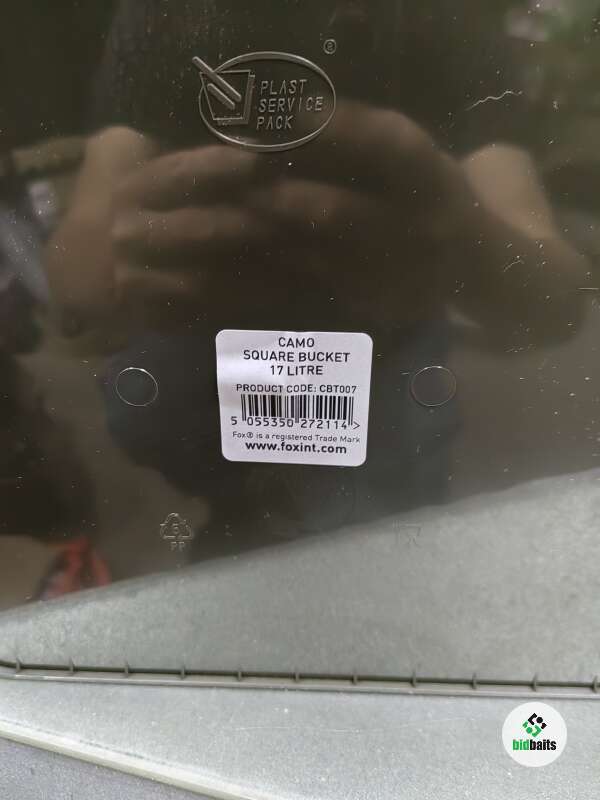 ®
PLAST
SERVICE
PACK
CAMO
SQUARE BUCKET
17 LITRE
PRODUCT CODE: CBT007
5 055350 272114 >
Fox® is a registered Trade Mark
www.foxint.com
5
PP
bidbaits